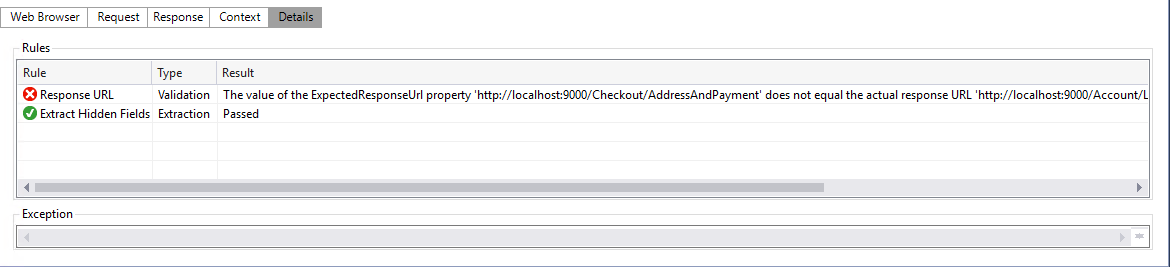 Web Browser Request Response Context Details
Rules
Rule Type Result
Response URL Validation The value of the ExpectedResponseUrl property 'http://localhost:9000/Checkout/AddressAndPayment' does not equal the actual response URL 'http://localhost:9000/Account/L
Extract Hidden Fields Extraction Passed
Exception